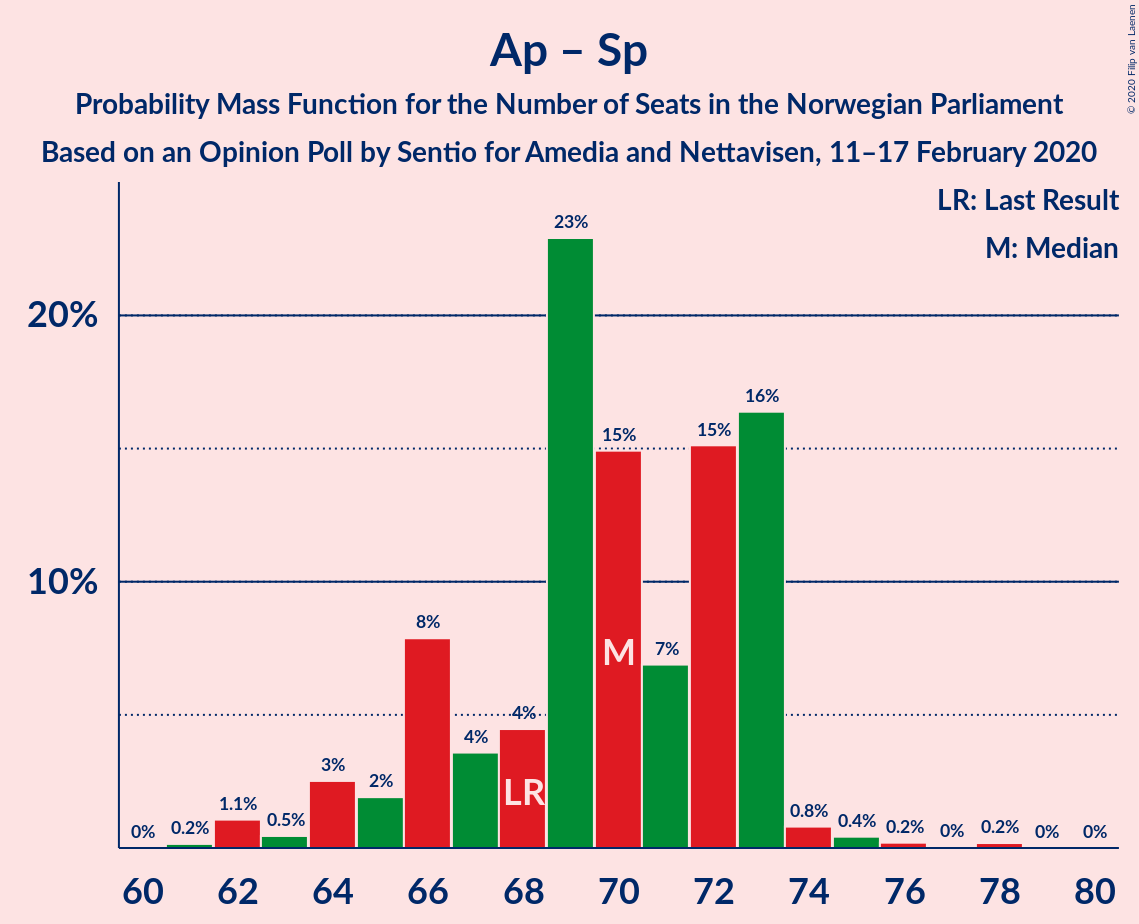 Ap – Sp
Probability Mass Function for the Number of Seats in the Norwegian Parliament
Based on an Opinion Poll by Sentio for Amedia and Nettavisen, 11–17 February 2020
© 2020 Filip van Laenen
LR: Last Result
M: Median
20%
10%
0%
0.2%
1.1%
0.5%
3%
2%
8%
4%
4%
23%
15%
7%
15%
16%
0.8%
0.4%
0.2%
0%
0.2%
0%
0%
LR
M
60 62 64 66 68 70 72 74 76 78 80